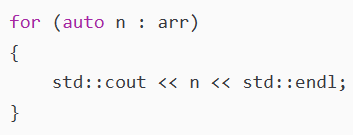 for (auto n : arr)
{
    std::cout << n << std::endl;
}